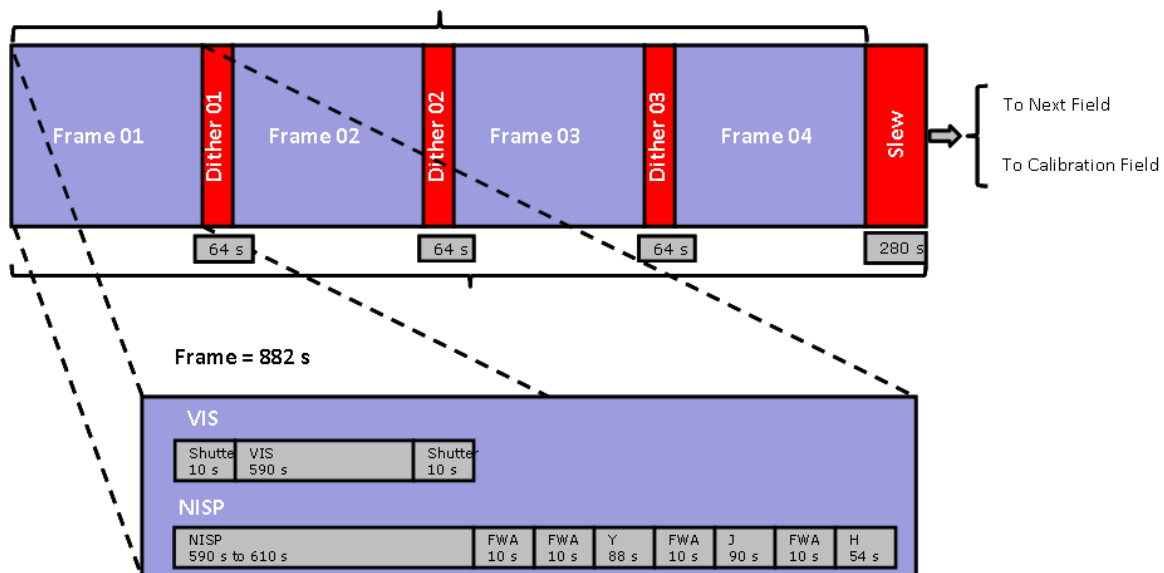 Frame 01
Dither 01
Frame 02
Dither 02
Frame 03
Dither 03
Frame 04
Slew
To Next Field
To Calibration Field
64 s
64 s
64 s
280 s
Frame = 882 s
VIS
Shutte
10 s
VIS
590 s
Shutter
10 s
NISP
NISP
590 s to 610 s
FWA
10 s
FWA
10 s
Y
88 s
FWA
10 s
J
90 s
FWA
10 s
H
54 s